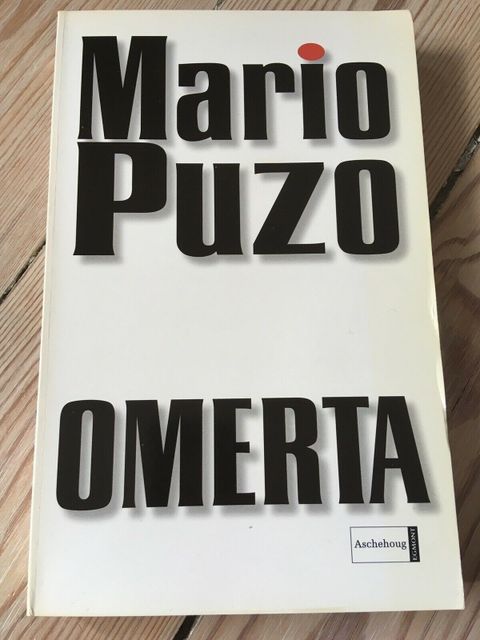 Mario
Puzo
OMERTA
Aschehoug
EGMONT